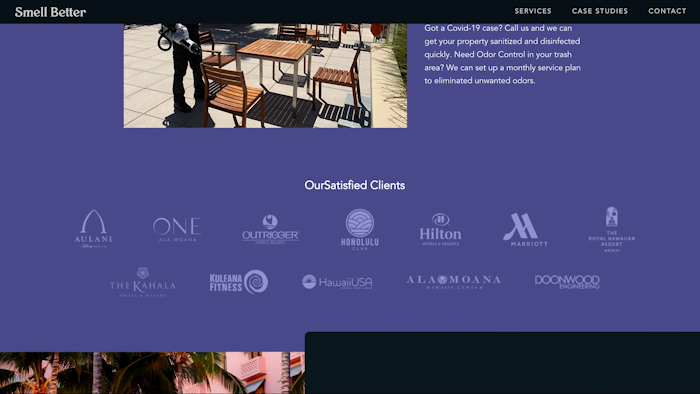 Smell Better
SERVICES
CASE STUDIES
CONTACT
Got a Covid-19 case? Call us and we can
get your property sanitized and disinfected
quickly. Need Odor Control in your trash
area? We can set up a monthly service plan
to eliminated unwanted odors.
OurSatisfied Clients
AULANI
ONE
ALA MOANA
OUTRIGGER
HONOLULU
CLUB
Hilton
HOTELS & RESORTS
MARRIOTT
THE
ROYAL HAWAIIAN
RESORT
WAIKIKI
THE KAHALA
HOTEL & RESORT
KULEANA
FITNESS
HawaiiUSA
ALA MOANA
HAWAII'S CENTER
DOONWOOD
ENGINEERING